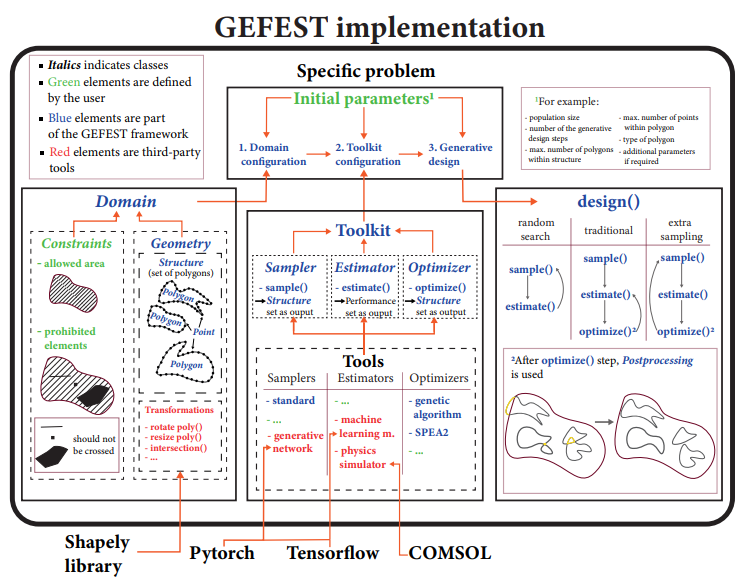 GEFEST implementation
▪ Italics indicates classes
▪ Green elements are defined
by the user
▪ Blue elements are part
of the GEFEST framework
▪ Red elements are third-party
tools
Specific problem
Initial parameters¹
1. Domain
configuration
2. Toolkit
configuration
3. Generative
design
¹For example:
- population size
- number of the generative
design steps
- max. number of polygons
within structure
- max. number of points
within polygon
- type of polygon
- additional parameters
if required
Domain
Constraints
- allowed area
- prohibited
elements
should not
be crossed
Geometry
Structure
(set of polygons)
Polygon
Polygon
Point
Polygon
Transformations
- rotate poly()
- resize poly()
- intersection()
- ...
Toolkit
Sampler
- sample()
Structure
set as ouput
Estimator
- estimate()
Performance
set as ouput
Optimizer
- optimize()
Structure
set as output
Tools
Samplers
- standard
- ...
- generative
network
Estimators
- ...
- machine
learning m.
- physics
simulator
Optimizers
- genetic
algorithm
- SPEA2
- ...
design()
random
search
sample()
estimate()
traditional
sample()
estimate()
optimize()²
extra
sampling
sample()
estimate()
optimize()²
²After optimize() step, Postprocessing
is used
Shapely
library
Pytorch
Tensorflow
COMSOL